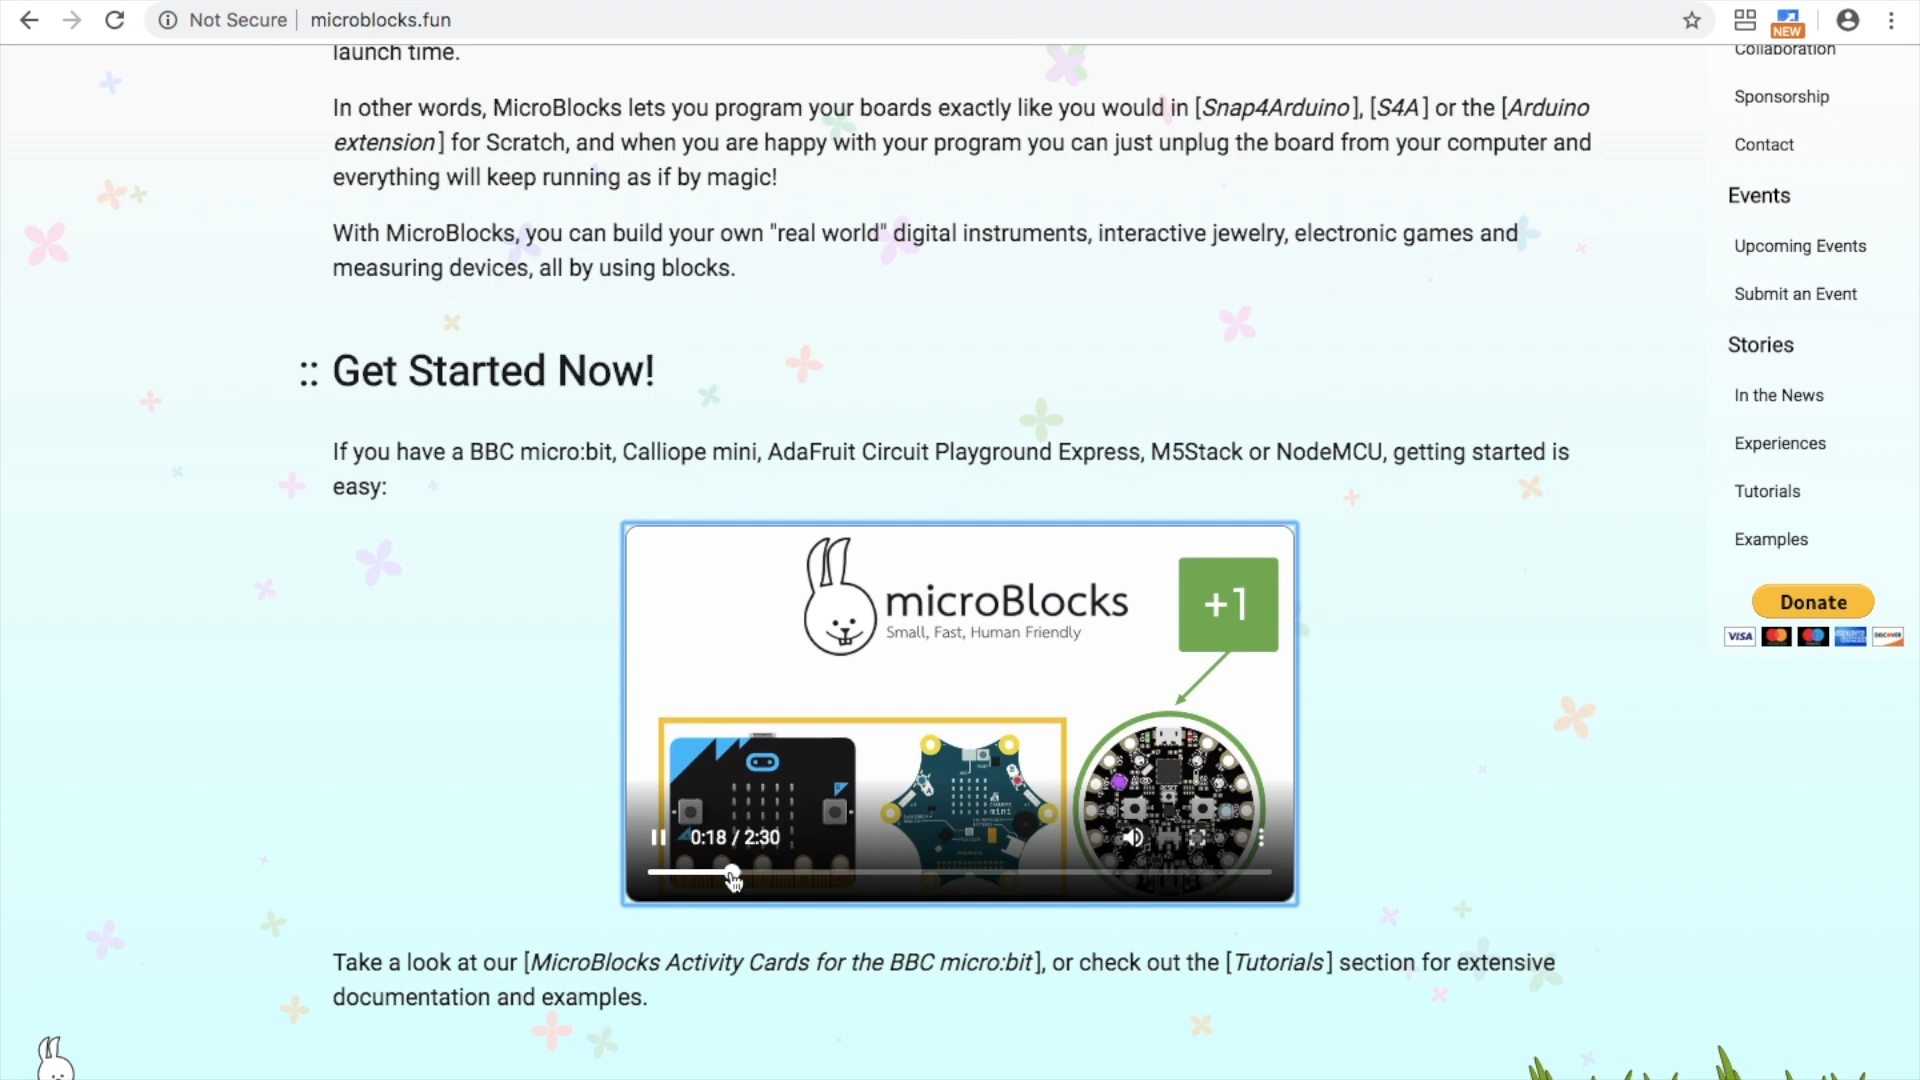 Not Secure
microblocks.fun
NEW
launch time.
In other words, MicroBlocks lets you program your boards exactly like you would in [Snap4Arduino], [S4A] or the [Arduino
extension] for Scratch, and when you are happy with your program you can just unplug the board from your computer and
everything will keep running as if by magic!
With MicroBlocks, you can build your own "real world" digital instruments, interactive jewelry, electronic games and
measuring devices, all by using blocks.
:: Get Started Now!
If you have a BBC micro:bit, Calliope mini, AdaFruit Circuit Playground Express, M5Stack or NodeMCU, getting started is
easy:
microBlocks
Small, Fast, Human Friendly
+1
0:18 / 2:30
Take a look at our [MicroBlocks Activity Cards for the BBC micro:bit], or check out the [Tutorials] section for extensive
documentation and examples.
Collaboration
Sponsorship
Contact
Events
Upcoming Events
Submit an Event
Stories
In the News
Experiences
Tutorials
Examples
Donate
VISA
DISCOVER